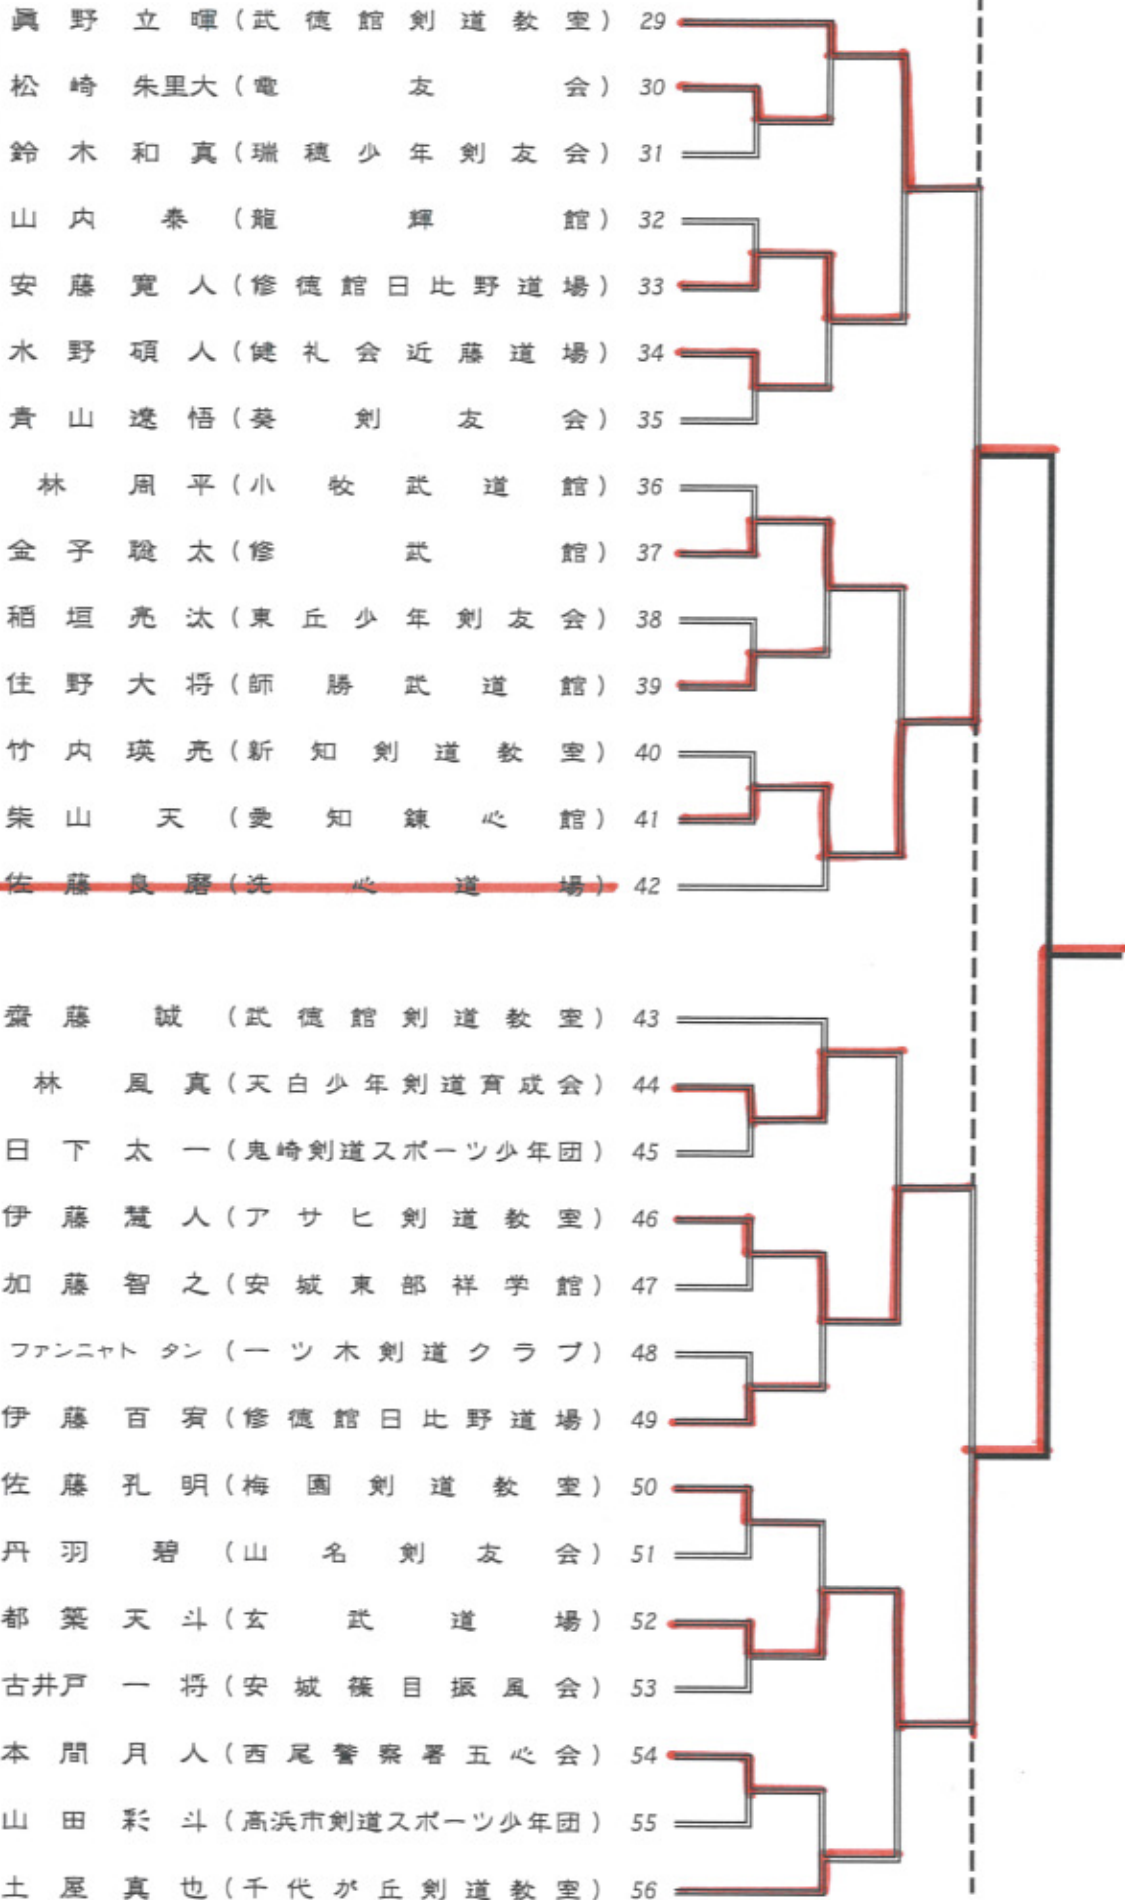 眞野立暉(武徳館剣道教室) 29
松崎朱里大(電友会) 30
鈴木和真(瑞穂少年剣友会) 31
山内泰(龍輝館) 32
安藤寛人(修徳館日比野道場) 33
水野碩人(健礼会近藤道場) 34
青山遼悟(葵剣友会) 35
林周平(小牧武道館) 36
金子聡太(修武館) 37
稲垣亮汰(東丘少年剣友会) 38
住野大将(師勝武道館) 39
竹内瑛亮(新知剣道教室) 40
柴山天(愛知錬心館) 41
佐藤良磨(洗心道場) 42
齋藤誠(武徳館剣道教室) 43
林風真(天白少年剣道育成会) 44
日下太一(鬼崎剣道スポーツ少年団) 45
伊藤慧人(アサヒ剣道教室) 46
加藤智之(安城東部祥学館) 47
ファンニャト タン(一ツ木剣道クラブ) 48
伊藤百宥(修徳館日比野道場) 49
佐藤孔明(梅園剣道教室) 50
丹羽碧(山名剣友会) 51
都築天斗(玄武道場) 52
古井戸一将(安城篠目振風会) 53
本間月人(西尾警察署五心会) 54
山田彩斗(高浜市剣道スポーツ少年団) 55
土屋真也(千代が丘剣道教室) 56